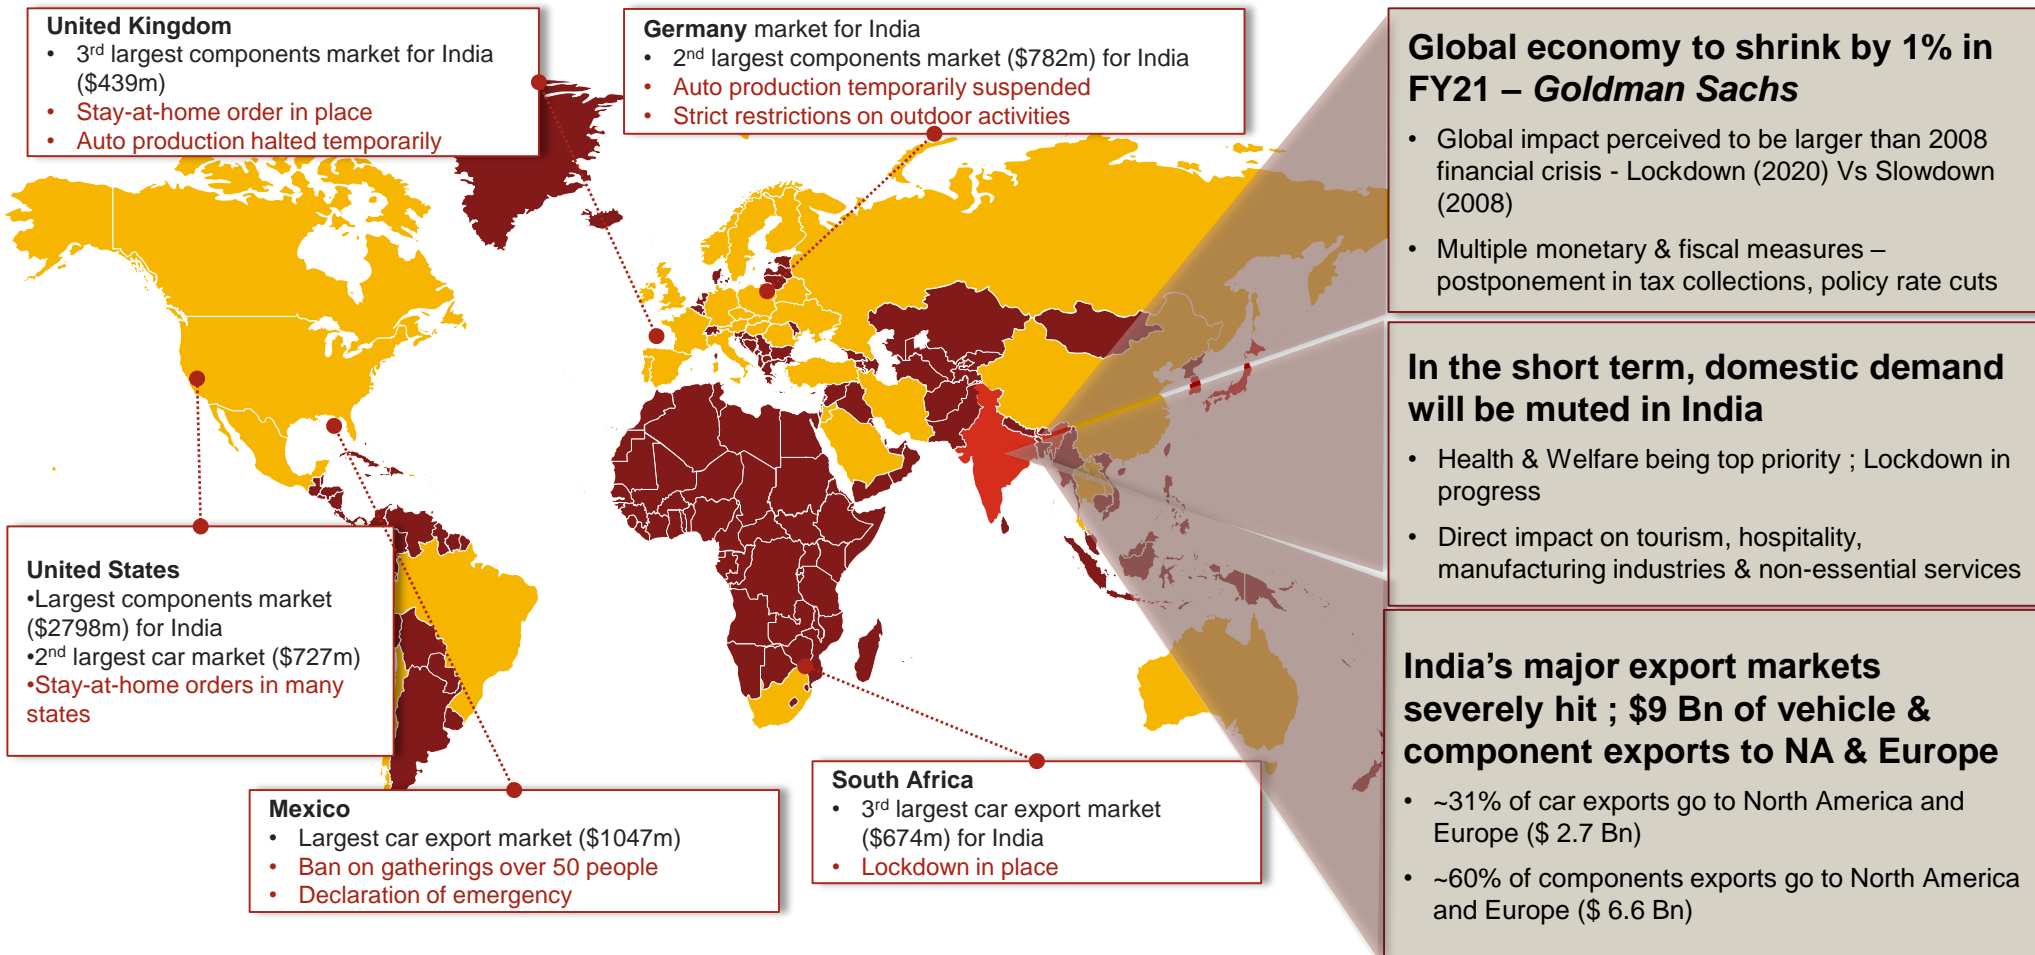 United Kingdom
• 3rd largest components market for India
($439m)
• Stay-at-home order in place
• Auto production halted temporarily
Germany market for India
• 2nd largest components market ($782m) for India
• Auto production temporarily suspended
• Strict restrictions on outdoor activities
United States
•Largest components market
($2798m) for India
•2nd largest car market ($727m)
•Stay-at-home orders in many
states
Mexico
• Largest car export market ($1047m)
• Ban on gatherings over 50 people
• Declaration of emergency
South Africa
• 3rd largest car export market
($674m) for India
• Lockdown in place
Global economy to shrink by 1% in
FY21 – Goldman Sachs
• Global impact perceived to be larger than 2008
financial crisis - Lockdown (2020) Vs Slowdown
(2008)
• Multiple monetary & fiscal measures –
postponement in tax collections, policy rate cuts
In the short term, domestic demand
will be muted in India
• Health & Welfare being top priority ; Lockdown in
progress
• Direct impact on tourism, hospitality,
manufacturing industries & non-essential services
India’s major export markets
severely hit ; $9 Bn of vehicle &
component exports to NA & Europe
• ~31% of car exports go to North America and
Europe ($ 2.7 Bn)
• ~60% of components exports go to North America
and Europe ($ 6.6 Bn)